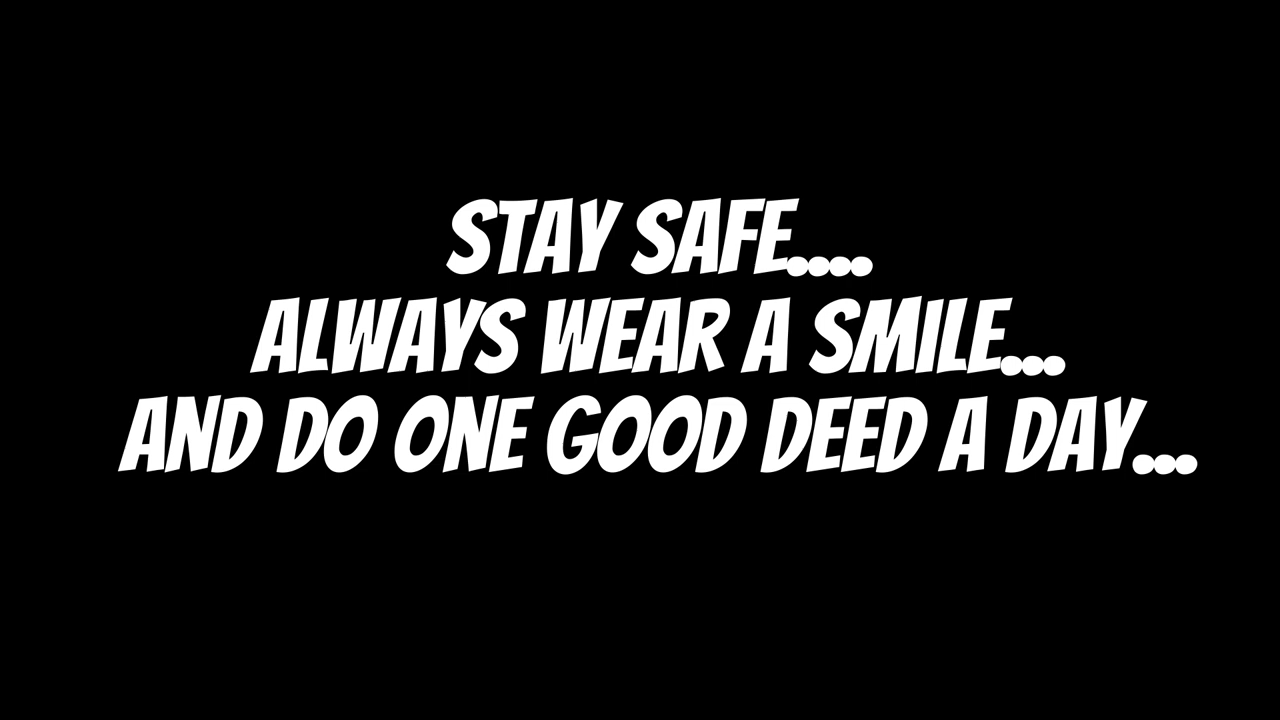 STAY SAFE....
ALWAYS WEAR A SMILE...
AND DO ONE GOOD DEED A DAY...